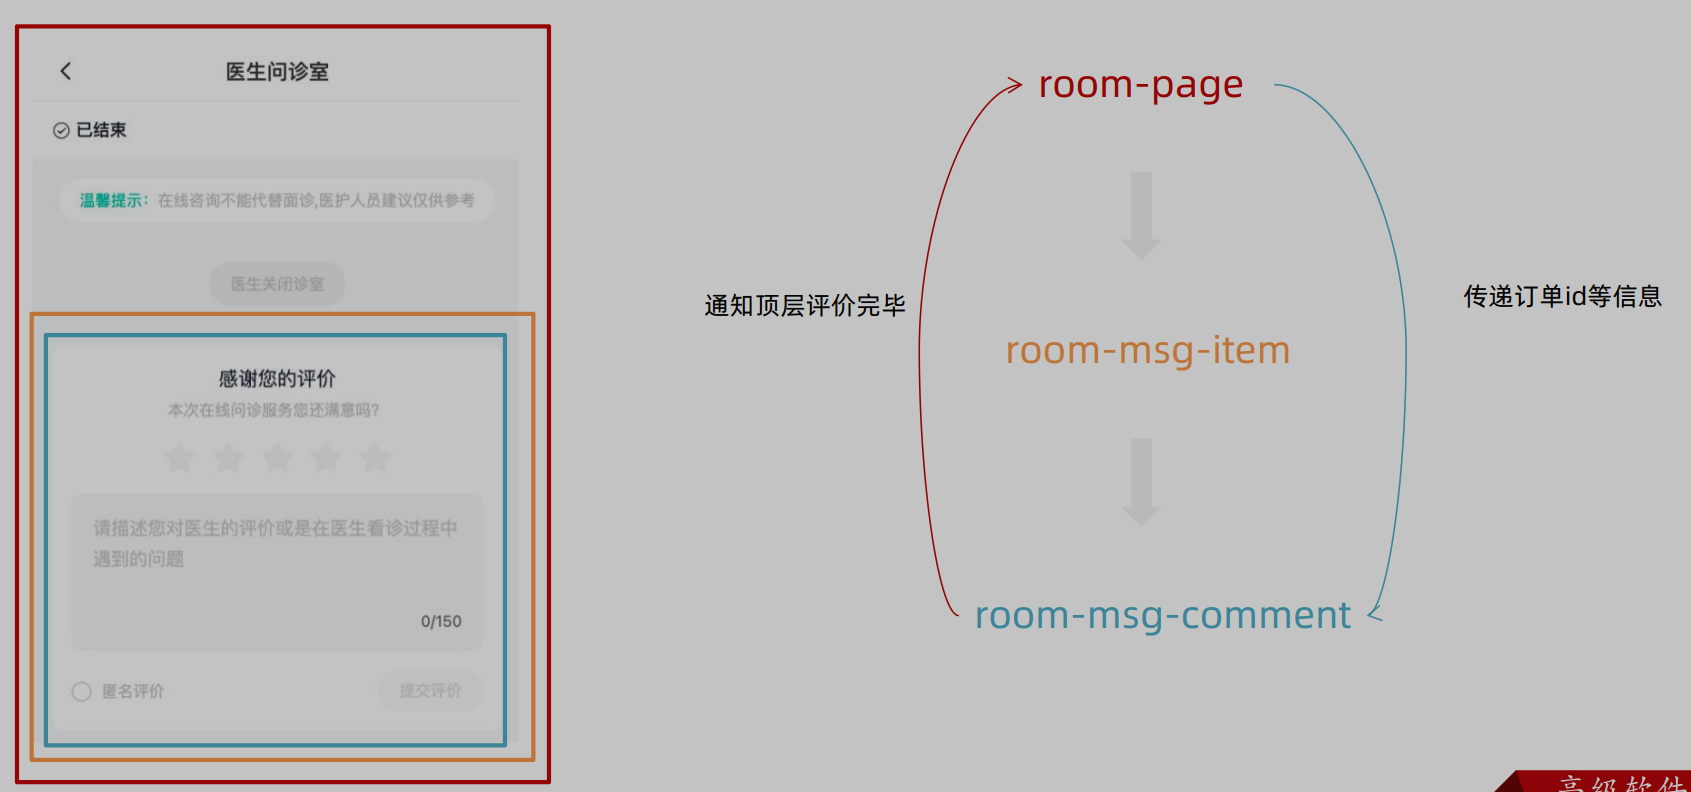 医生问诊室
已结束
温馨提示：在线咨询不能代替面诊,医护人员建议仅供参考
医生关闭诊室
感谢您的评价
本次在线问诊服务您还满意吗?
请描述您对医生的评价或是在医生看诊过程中
遇到的问题
0/150
匿名评价
提交评价
room-page
通知顶层评价完毕
传递订单id等信息
room-msg-item
room-msg-comment
高级软件